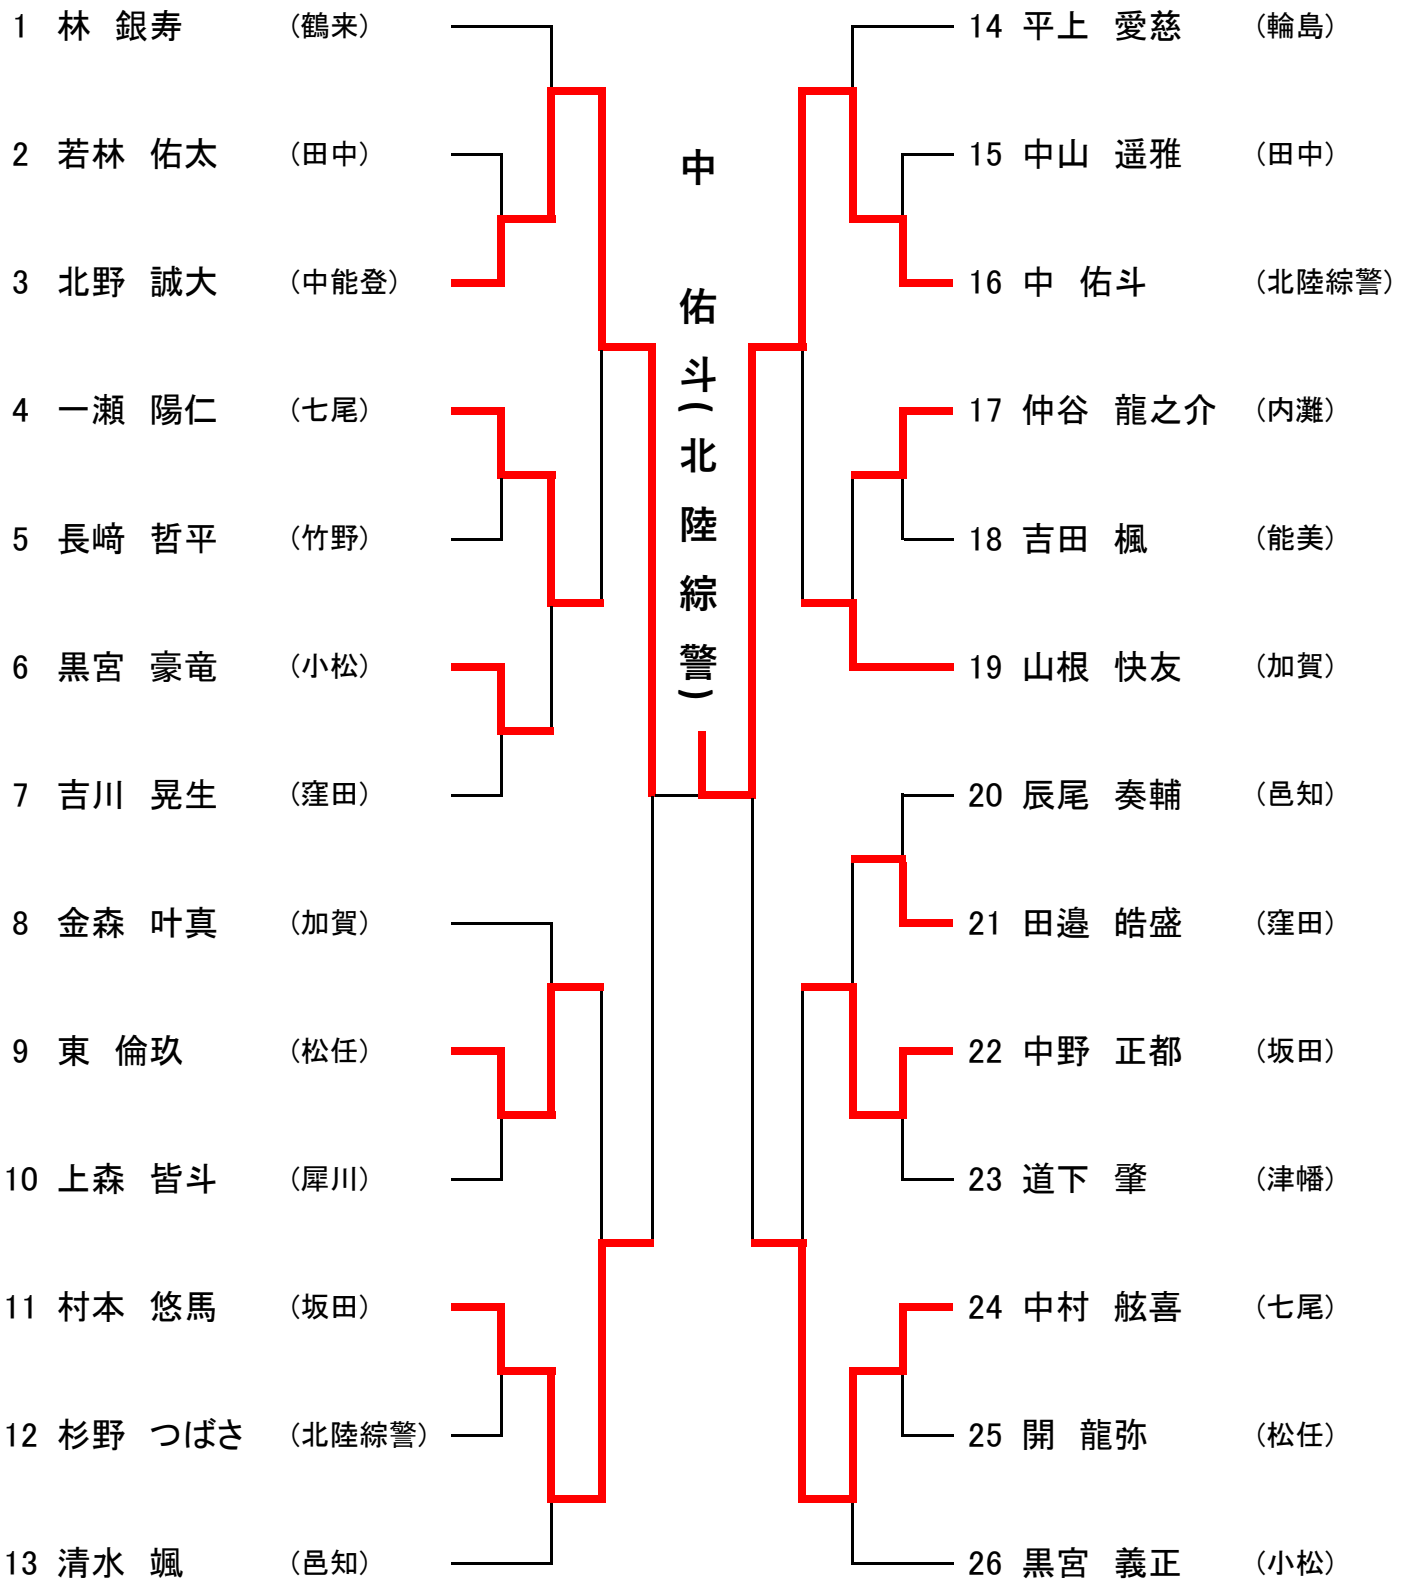 1 林 銀寿 （鶴来）
2 若林 佑太 （田中）
3 北野 誠大 （中能登）
4 一瀬 陽仁 （七尾）
5 長﨑 哲平 （竹野）
6 黒宮 豪竜 （小松）
7 吉川 晃生 （窪田）
8 金森 叶真 （加賀）
9 東 倫玖 （松任）
10 上森 皆斗 （犀川）
11 村本 悠馬 （坂田）
12 杉野 つばさ （北陸綜警）
13 清水 颯 （邑知）
中 佑斗（北陸綜警）
14 平上 愛慈 （輪島）
15 中山 遥雅 （田中）
16 中 佑斗 （北陸綜警）
17 仲谷 龍之介 （内灘）
18 吉田 楓 （能美）
19 山根 快友 （加賀）
20 辰尾 奏輔 （邑知）
21 田邉 皓盛 （窪田）
22 中野 正都 （坂田）
23 道下 肇 （津幡）
24 中村 舷喜 （七尾）
25 開 龍弥 （松任）
26 黒宮 義正 （小松）